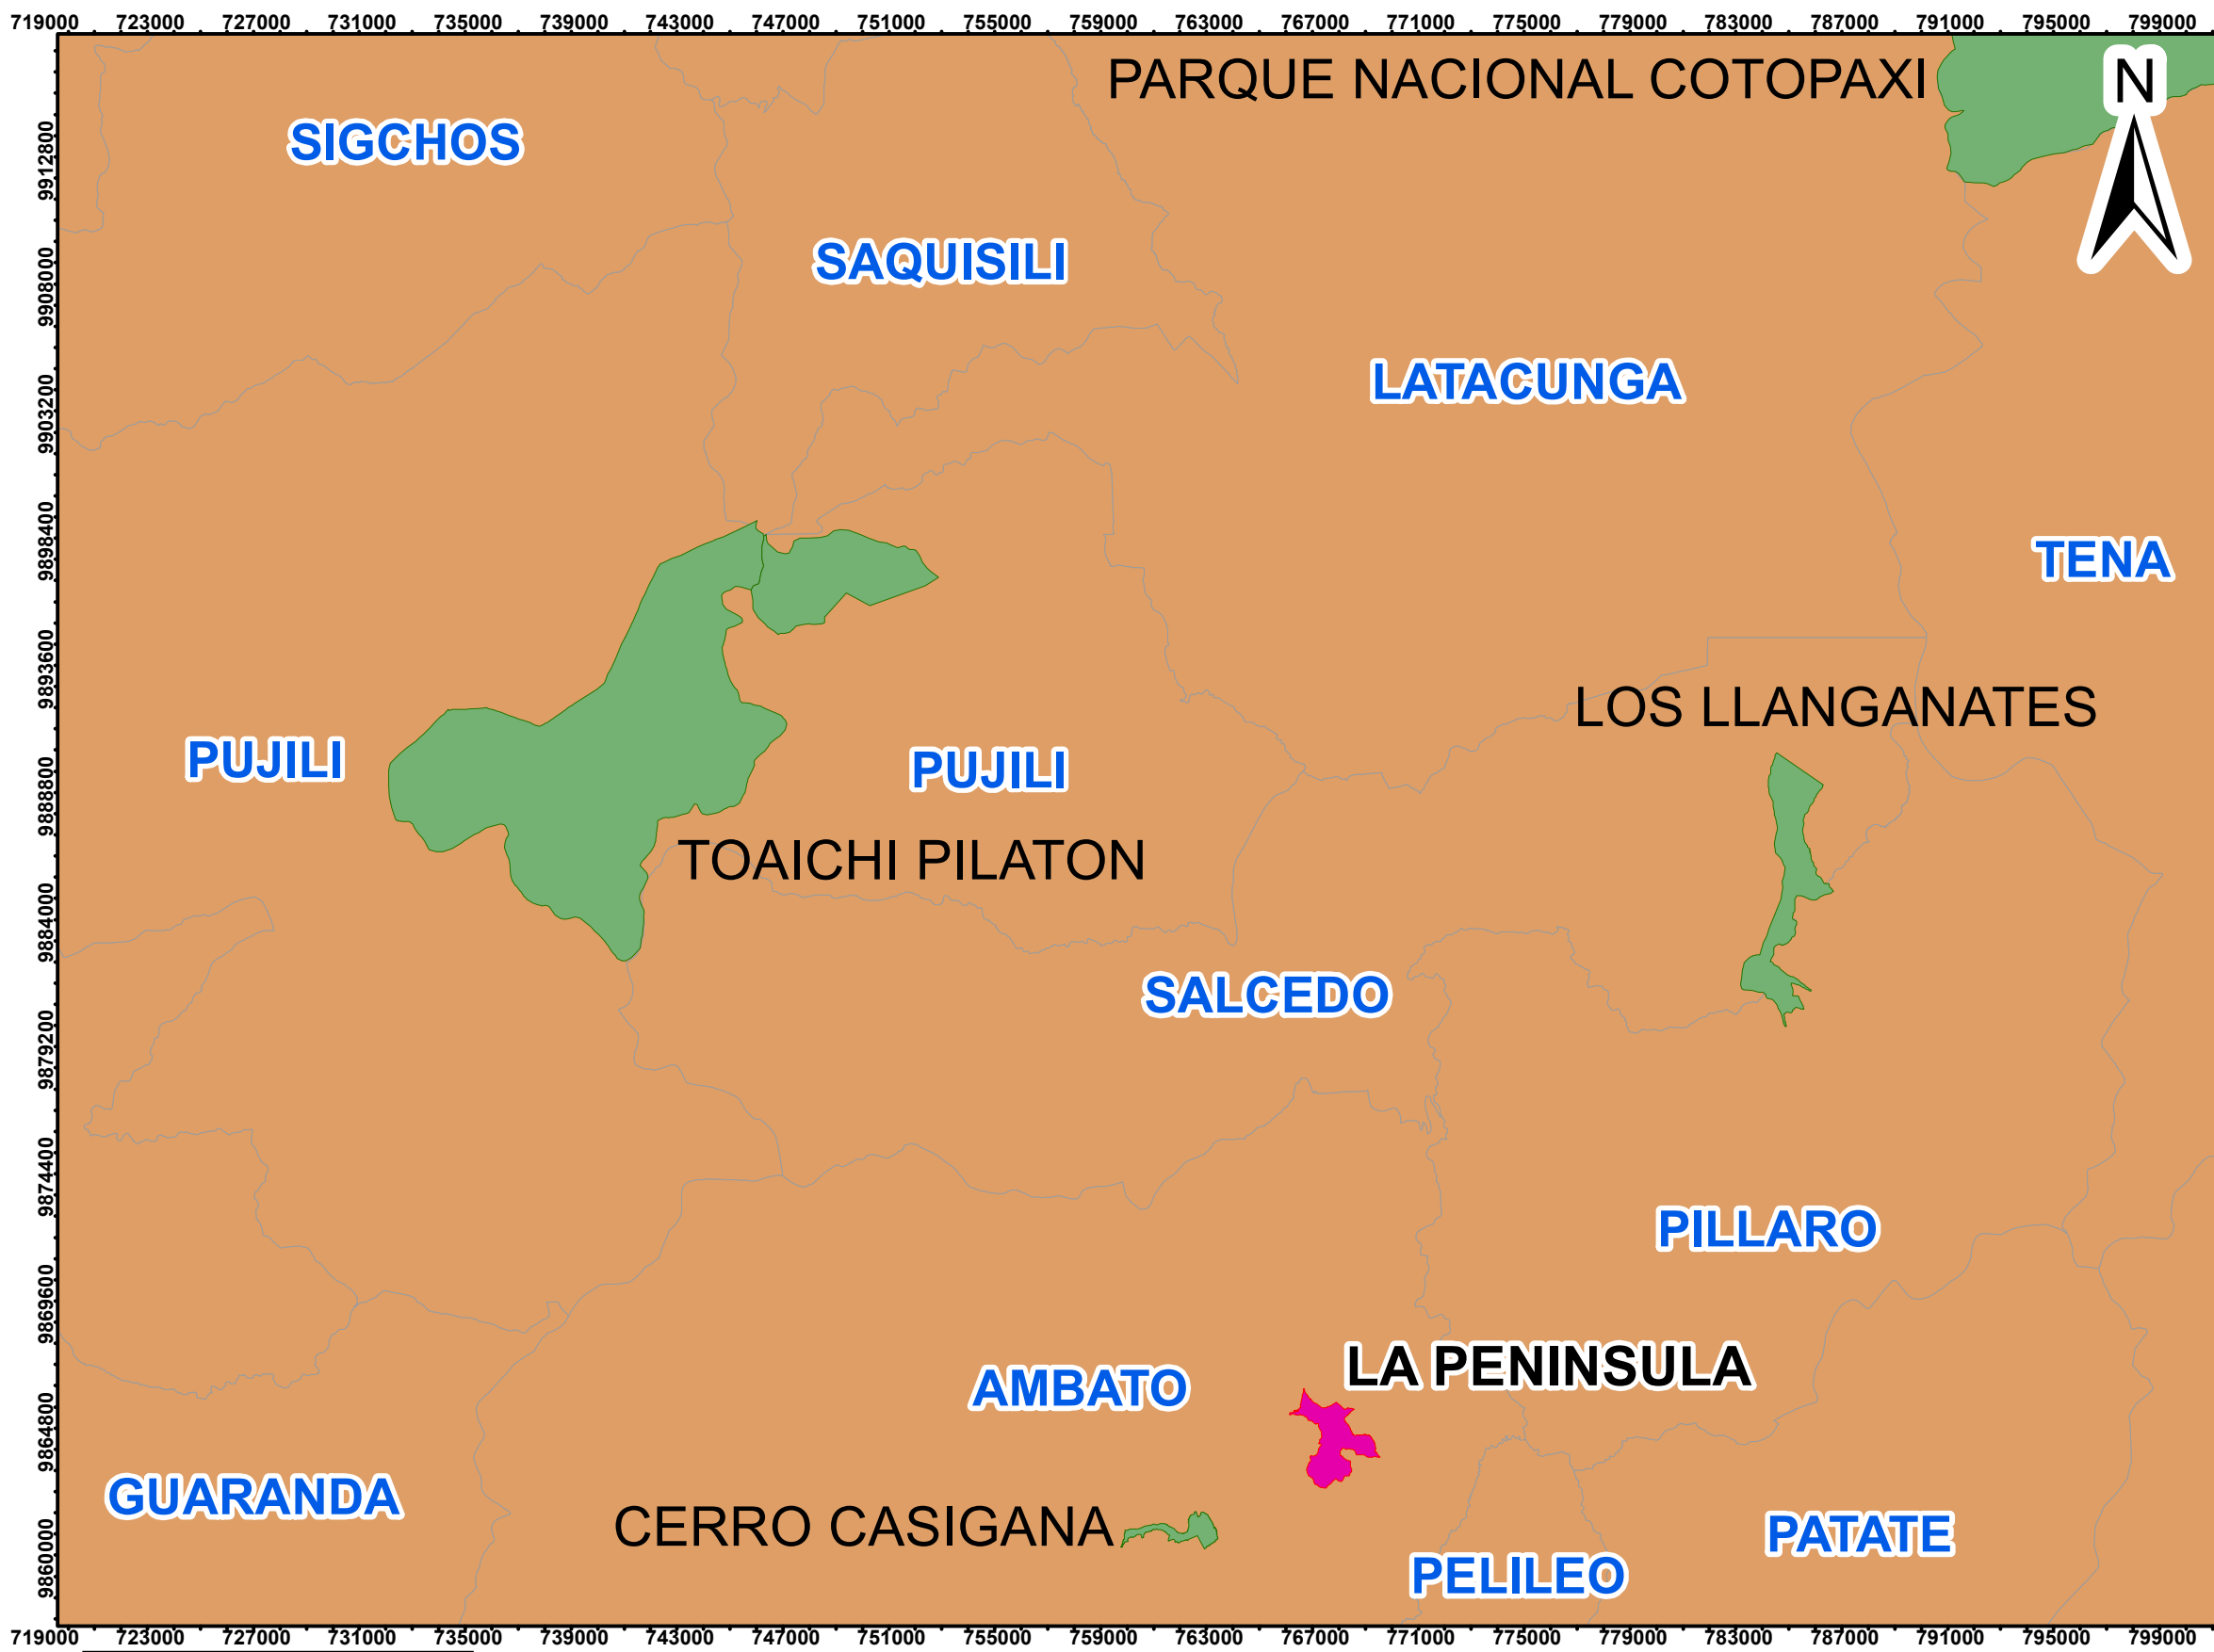 719000 723000 727000 731000 735000 739000 743000 747000 751000 755000 759000 763000 767000 771000 775000 779000 783000 787000 791000 795000 799000
PARQUE NACIONAL COTOPAXI
N
SIGCHOS
9912800
SAQUISILI
9908000
LATACUNGA
9903200
9898400
TENA
9893600
LOS LLANGANATES
PUJILI
PUJILI
9888800
TOAICHI PILATON
9884000
SALCEDO
9879200
9874400
PILLARO
9869600
LA PENINSULA
AMBATO
9864800
GUARANDA
CERRO CASIGANA
PATATE
9860000
PELILEO
719000 723000 727000 731000 735000 739000 743000 747000 751000 755000 759000 763000 767000 771000 775000 779000 783000 787000 791000 795000 799000